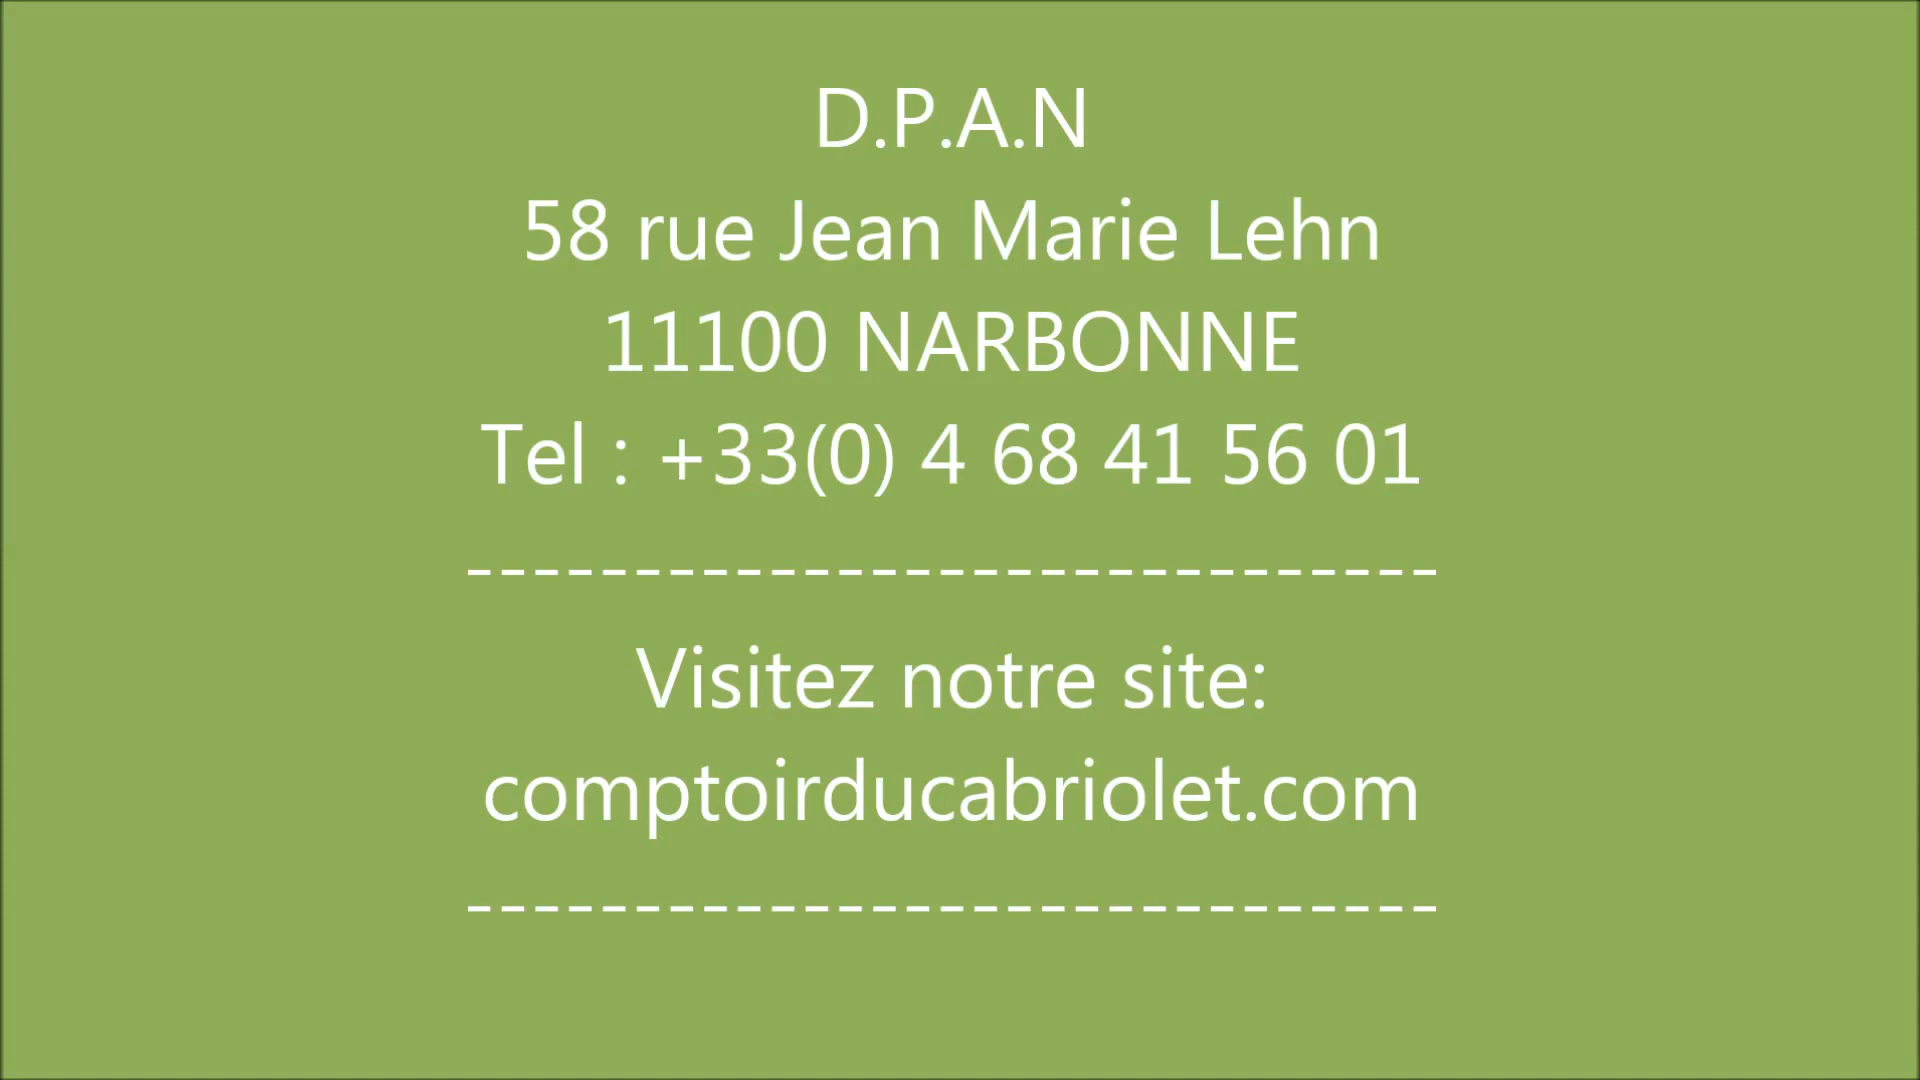 D.P.A.N
58 rue Jean Marie Lehn
11100 NARBONNE
Tel : +33(0) 4 68 41 56 01
-----------------------------
Visitez notre site:
comptoirducabriolet.com
-----------------------------